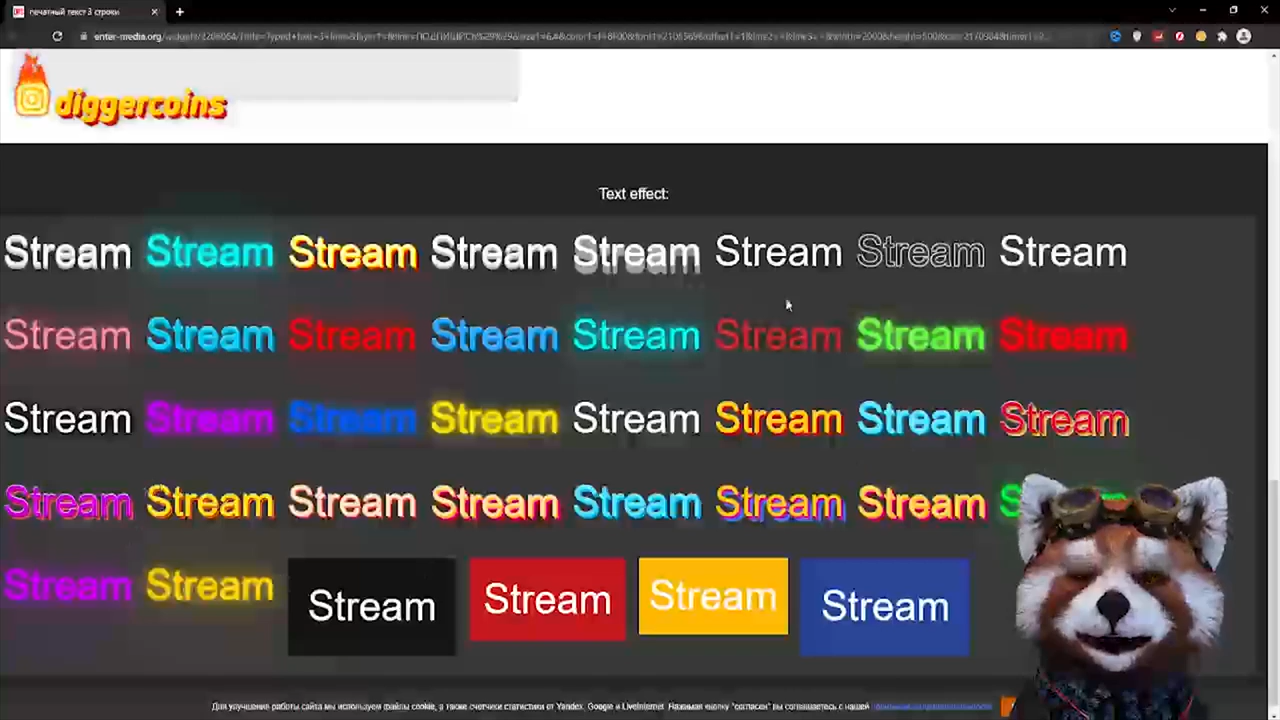 печатный текст 3 строки
enter-media.org
diggercoins
Text effect:
Stream Stream Stream Stream Stream Stream Stream Stream
Stream Stream Stream Stream Stream Stream Stream Stream
Stream Stream Stream Stream Stream Stream Stream Stream
Stream Stream Stream Stream Stream Stream Stream
Stream Stream Stream Stream Stream Stream
Для улучшения работы сайта мы используем файлы cookie, а также счетчики статистики от Yandex, Google и LiveInternet. Нажимая кнопку "согласен" вы соглашаетесь с нашей